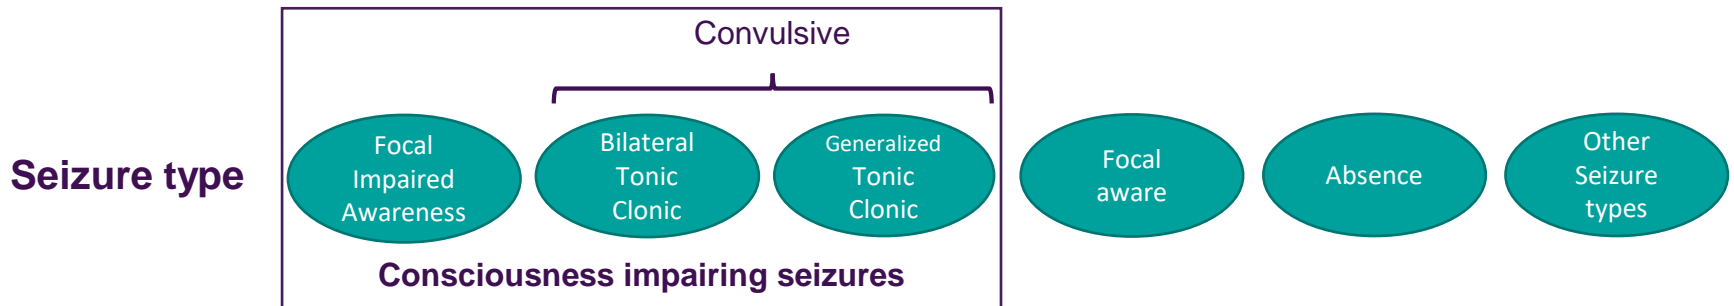 Convulsive
Seizure type
Focal
Impaired
Awareness
Bilateral
Tonic
Clonic
Generalized
Tonic
Clonic
Focal
aware
Absence
Other
Seizure
types
Consciousness impairing seizures